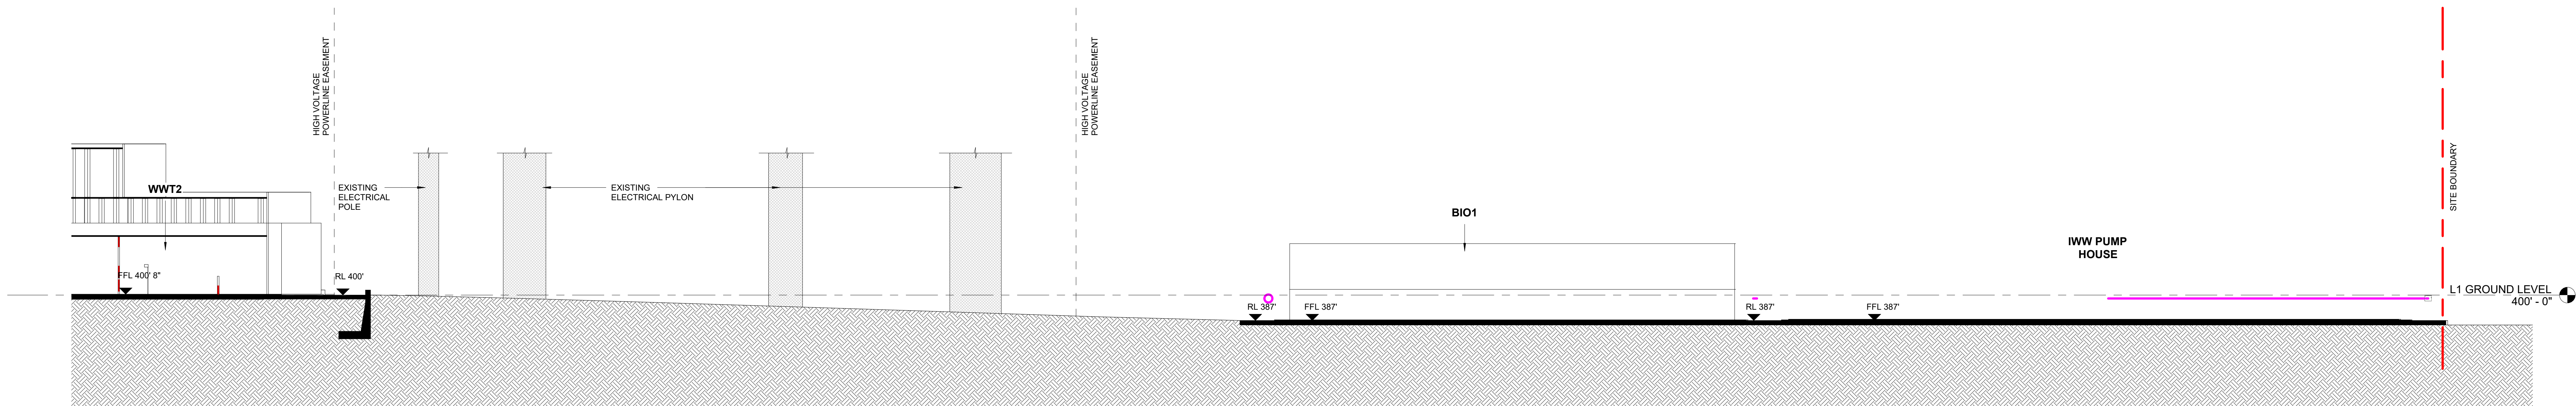 HIGH VOLTAGE
POWERLINE EASEMENT
HIGH VOLTAGE
POWERLINE EASEMENT
SITE BOUNDARY
WWT2
EXISTING
ELECTRICAL
POLE
EXISTING
ELECTRICAL PYLON
BIO1
IWW PUMP
HOUSE
FFL 400' 8"
RL 400'
RL 387'
FFL 387'
RL 387'
FFL 387'
L1 GROUND LEVEL
400' - 0"